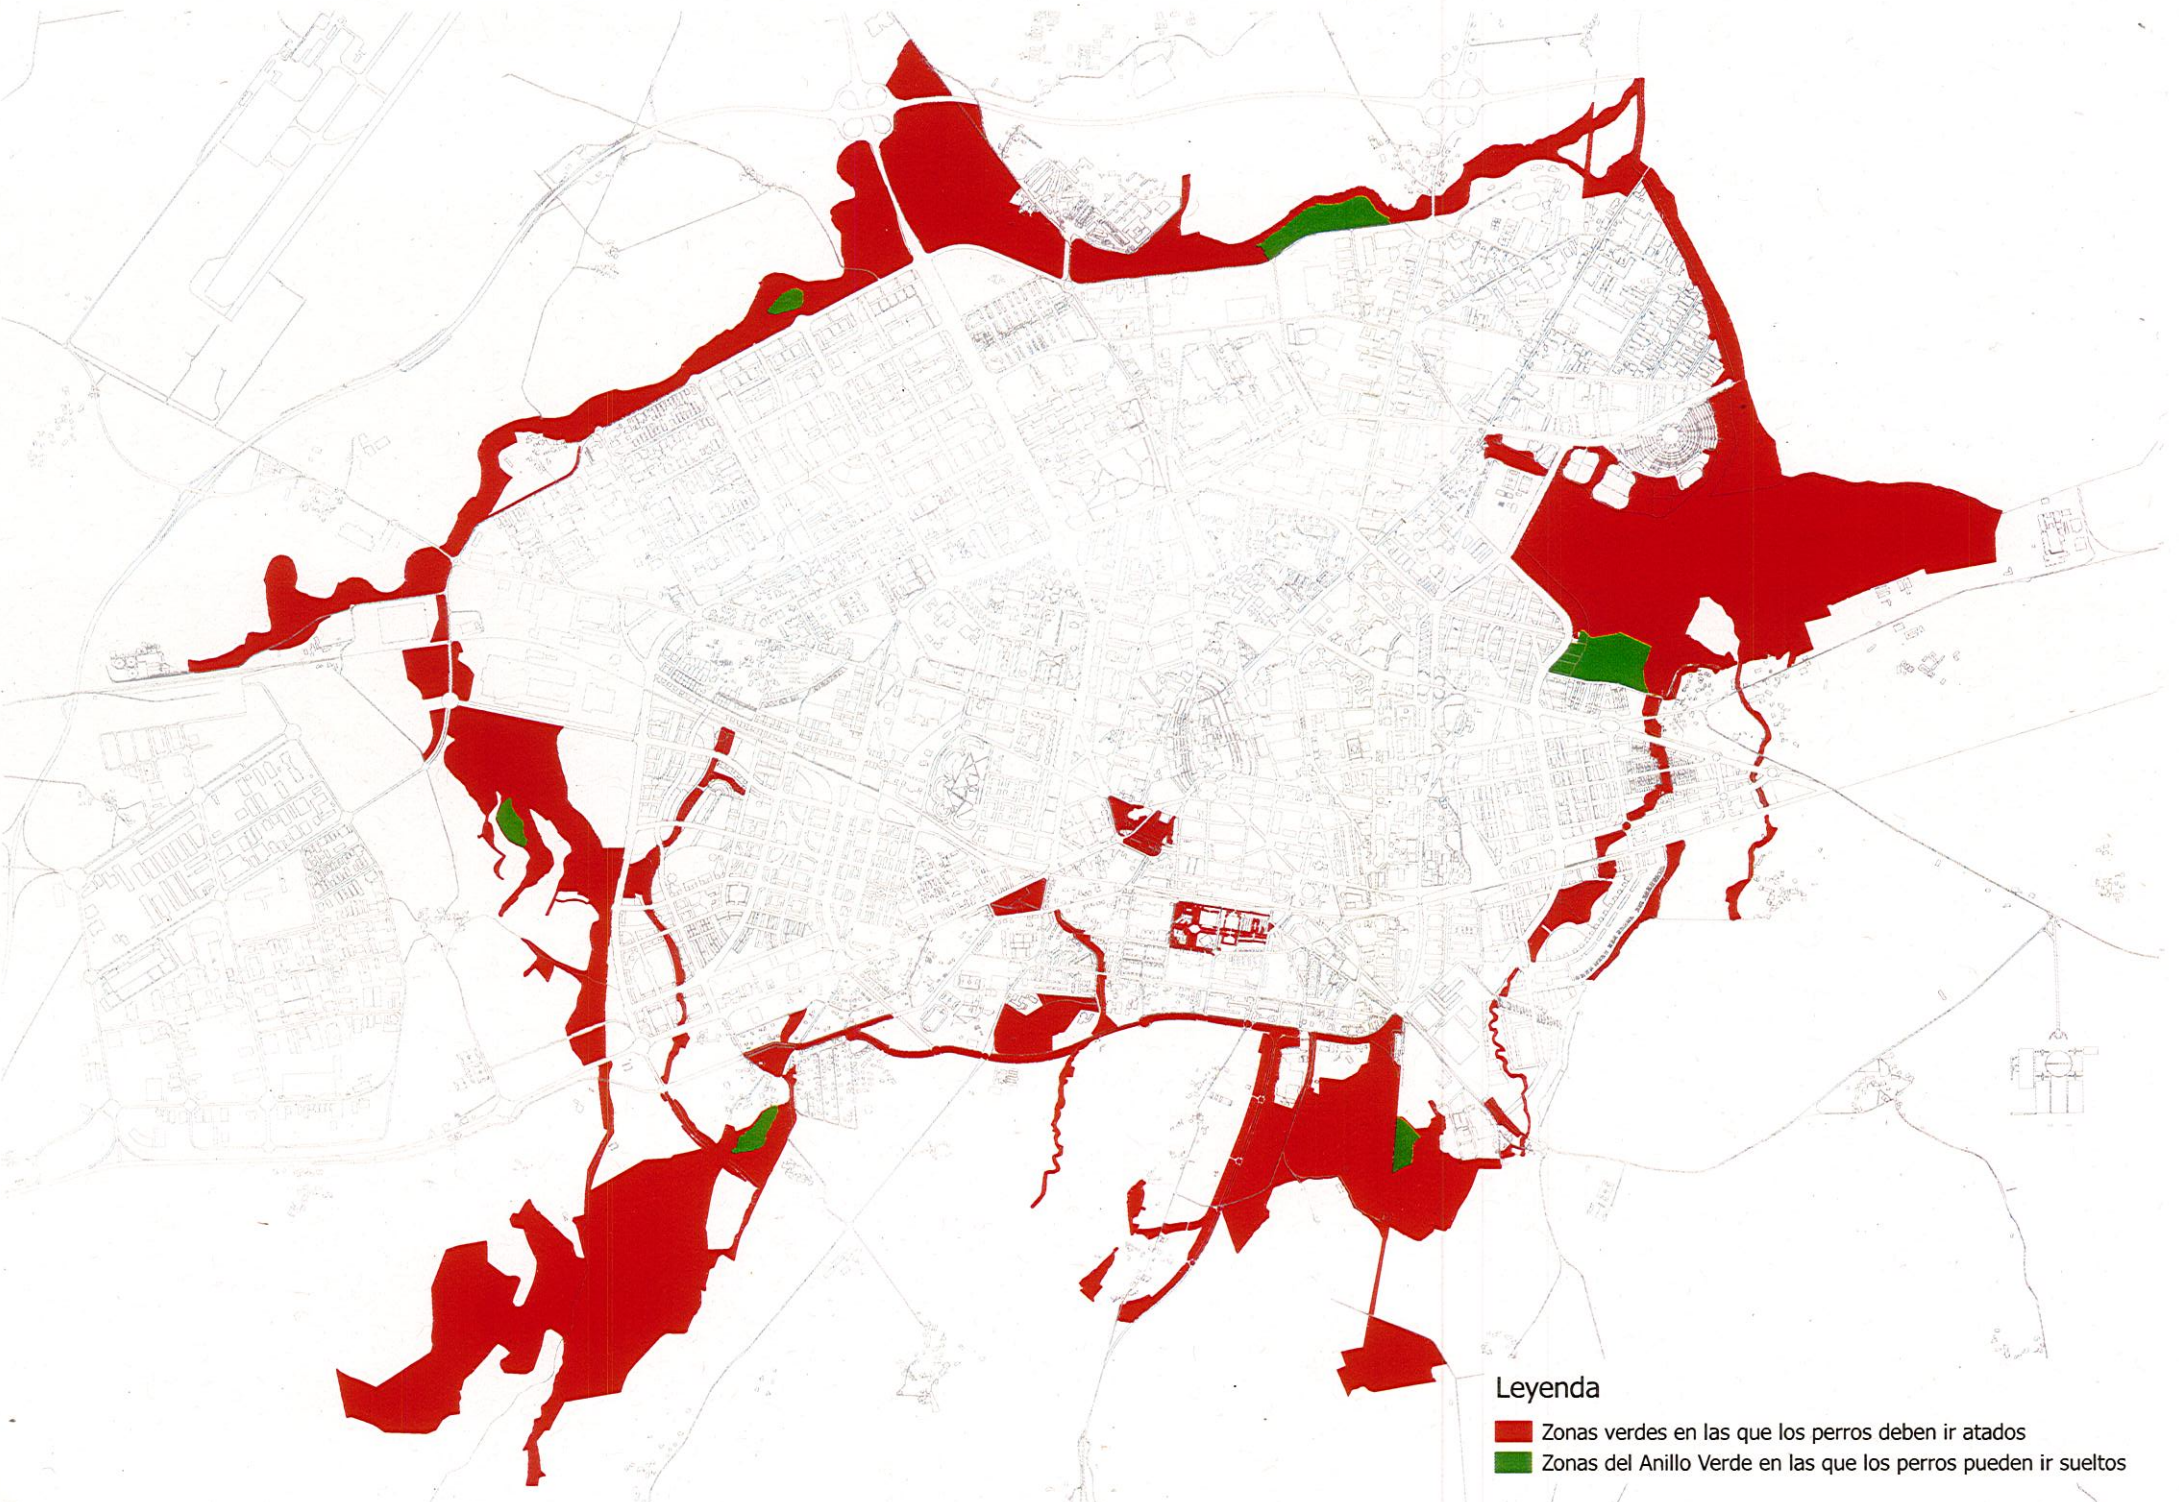 Leyenda
Zonas verdes en las que los perros deben ir atados
Zonas del Anillo Verde en las que los perros pueden ir sueltos